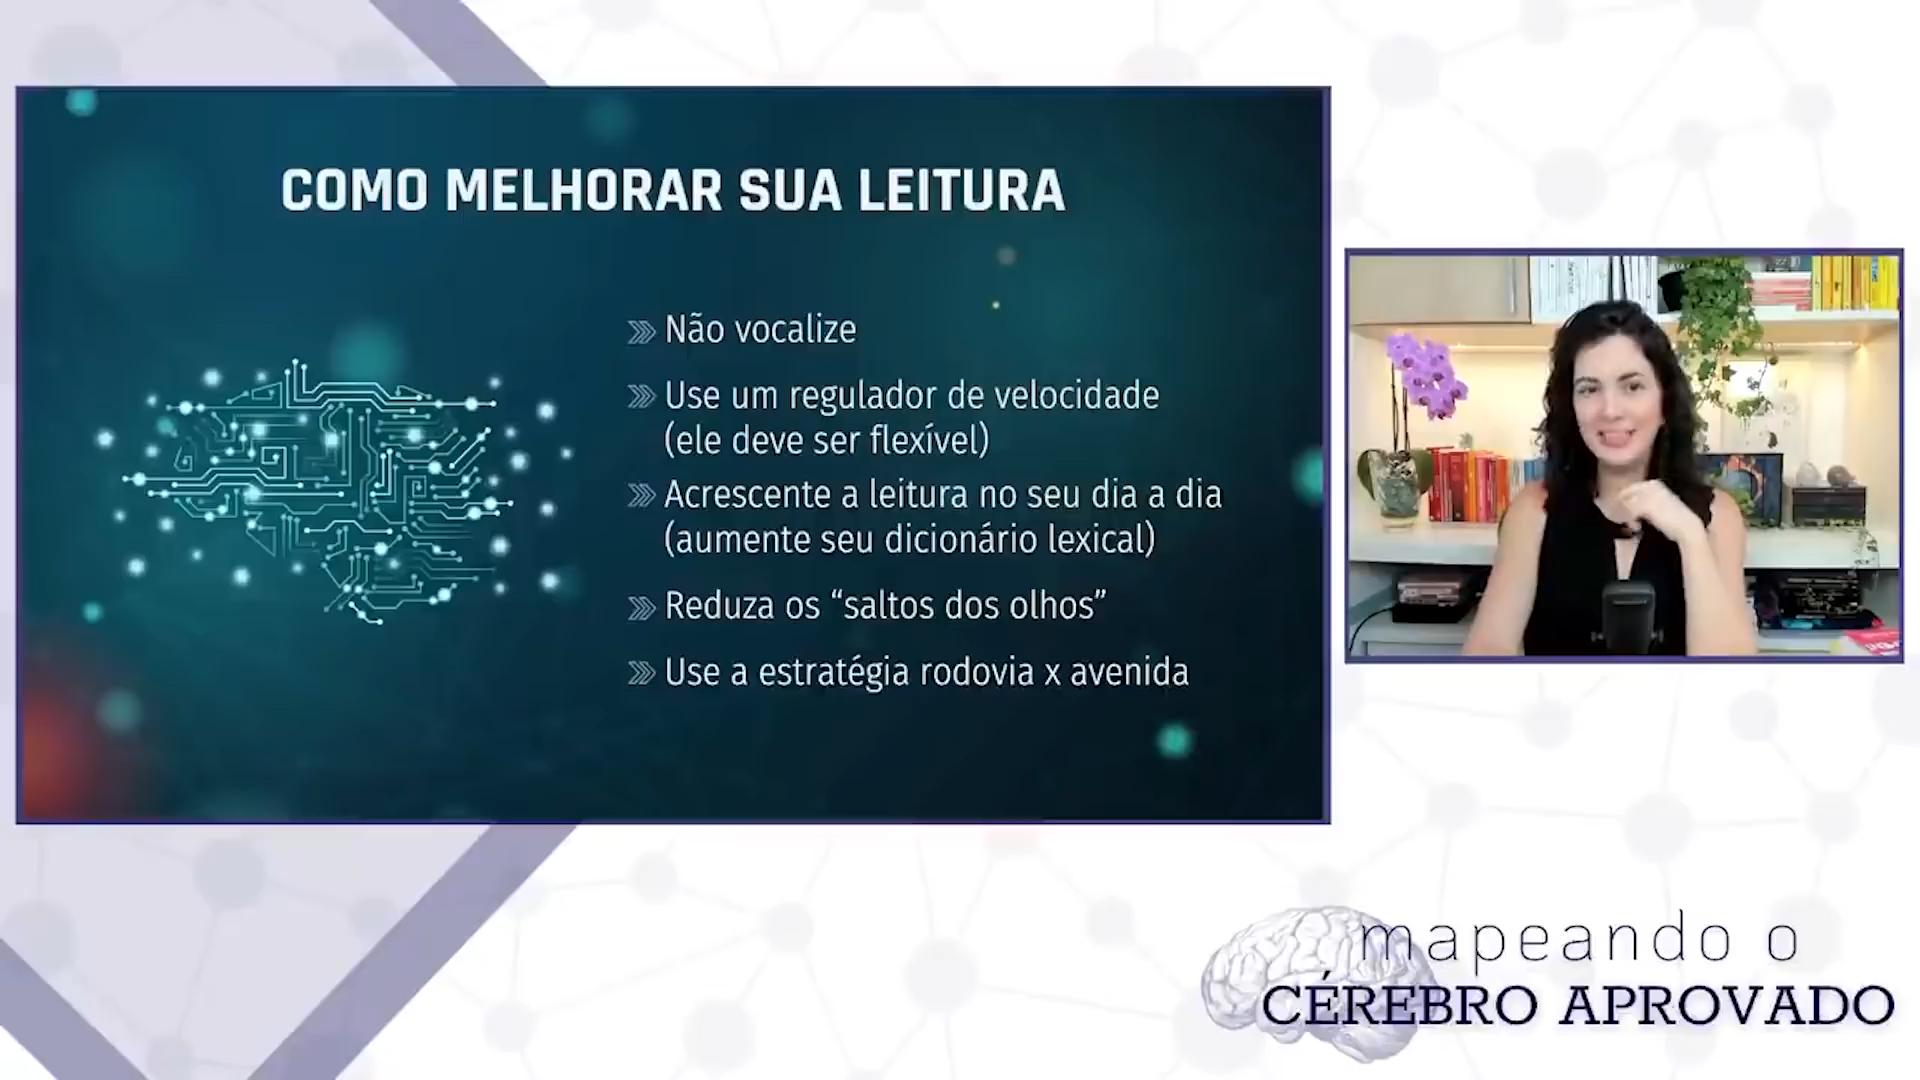 COMO MELHORAR SUA LEITURA
Não vocalize
Use um regulador de velocidade
(ele deve ser flexível)
Acrescente a leitura no seu dia a dia
(aumente seu dicionário lexical)
Reduza os “saltos dos olhos”
Use a estratégia rodovia x avenida
mapeando o
CÉREBRO APROVADO